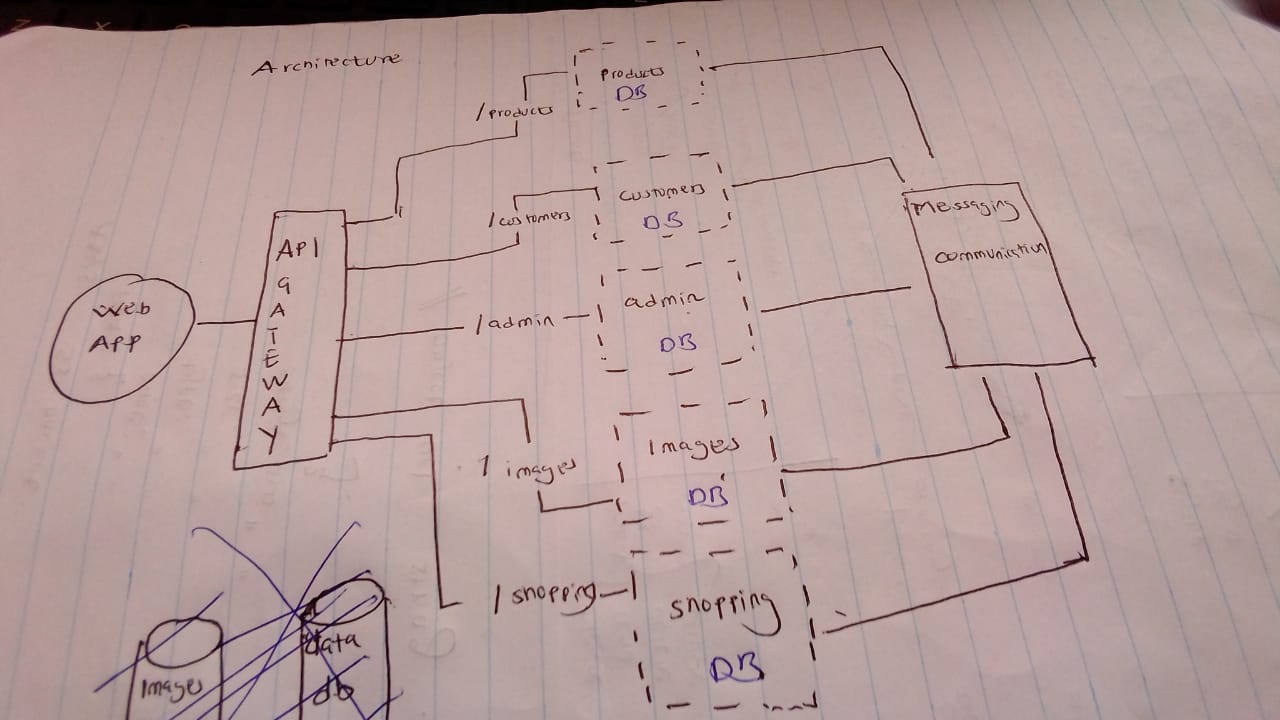 Architecture
Products
DB
/products
customers
DB
/customers
messaging
communication
API
GATEWAY
Web
App
admin
DB
/admin
Images
DB
/images
shopping
DB
/shopping
Images
data
db